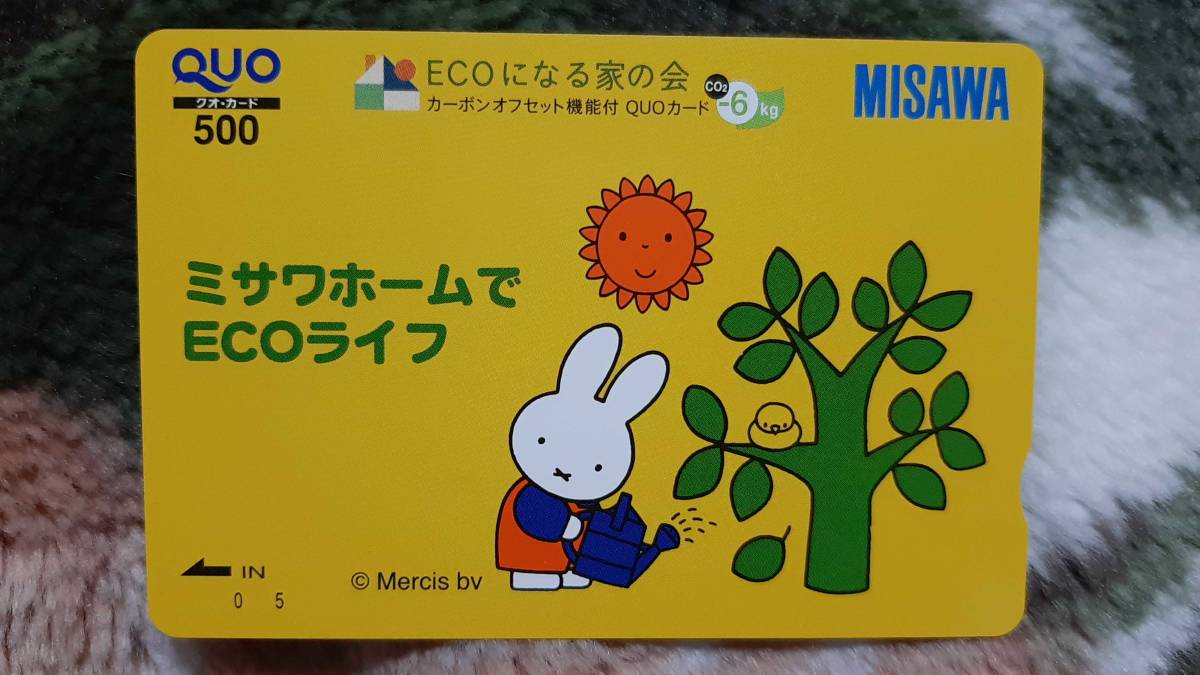 QUO
クオ・カード
500
ECOになる家の会
カーボンオフセット機能付 QUOカード
CO2
-6kg
MISAWA
ミサワホームで
ECOライフ
IN
0 5
© Mercis bv